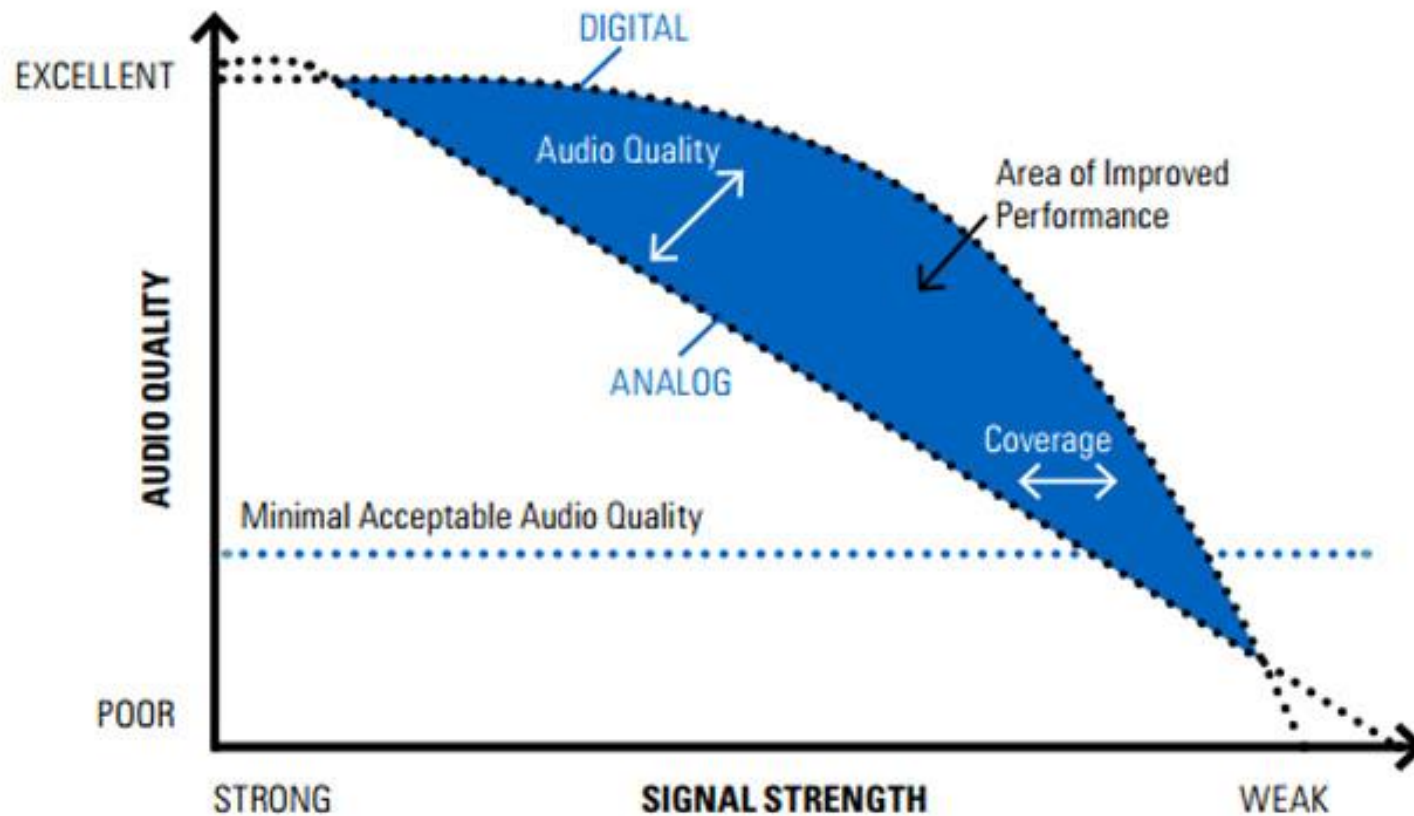 DIGITAL
EXCELLENT
Audio Quality
Area of Improved
Performance
AUDIO QUALITY
ANALOG
Coverage
Minimal Acceptable Audio Quality
POOR
STRONG
SIGNAL STRENGTH
WEAK